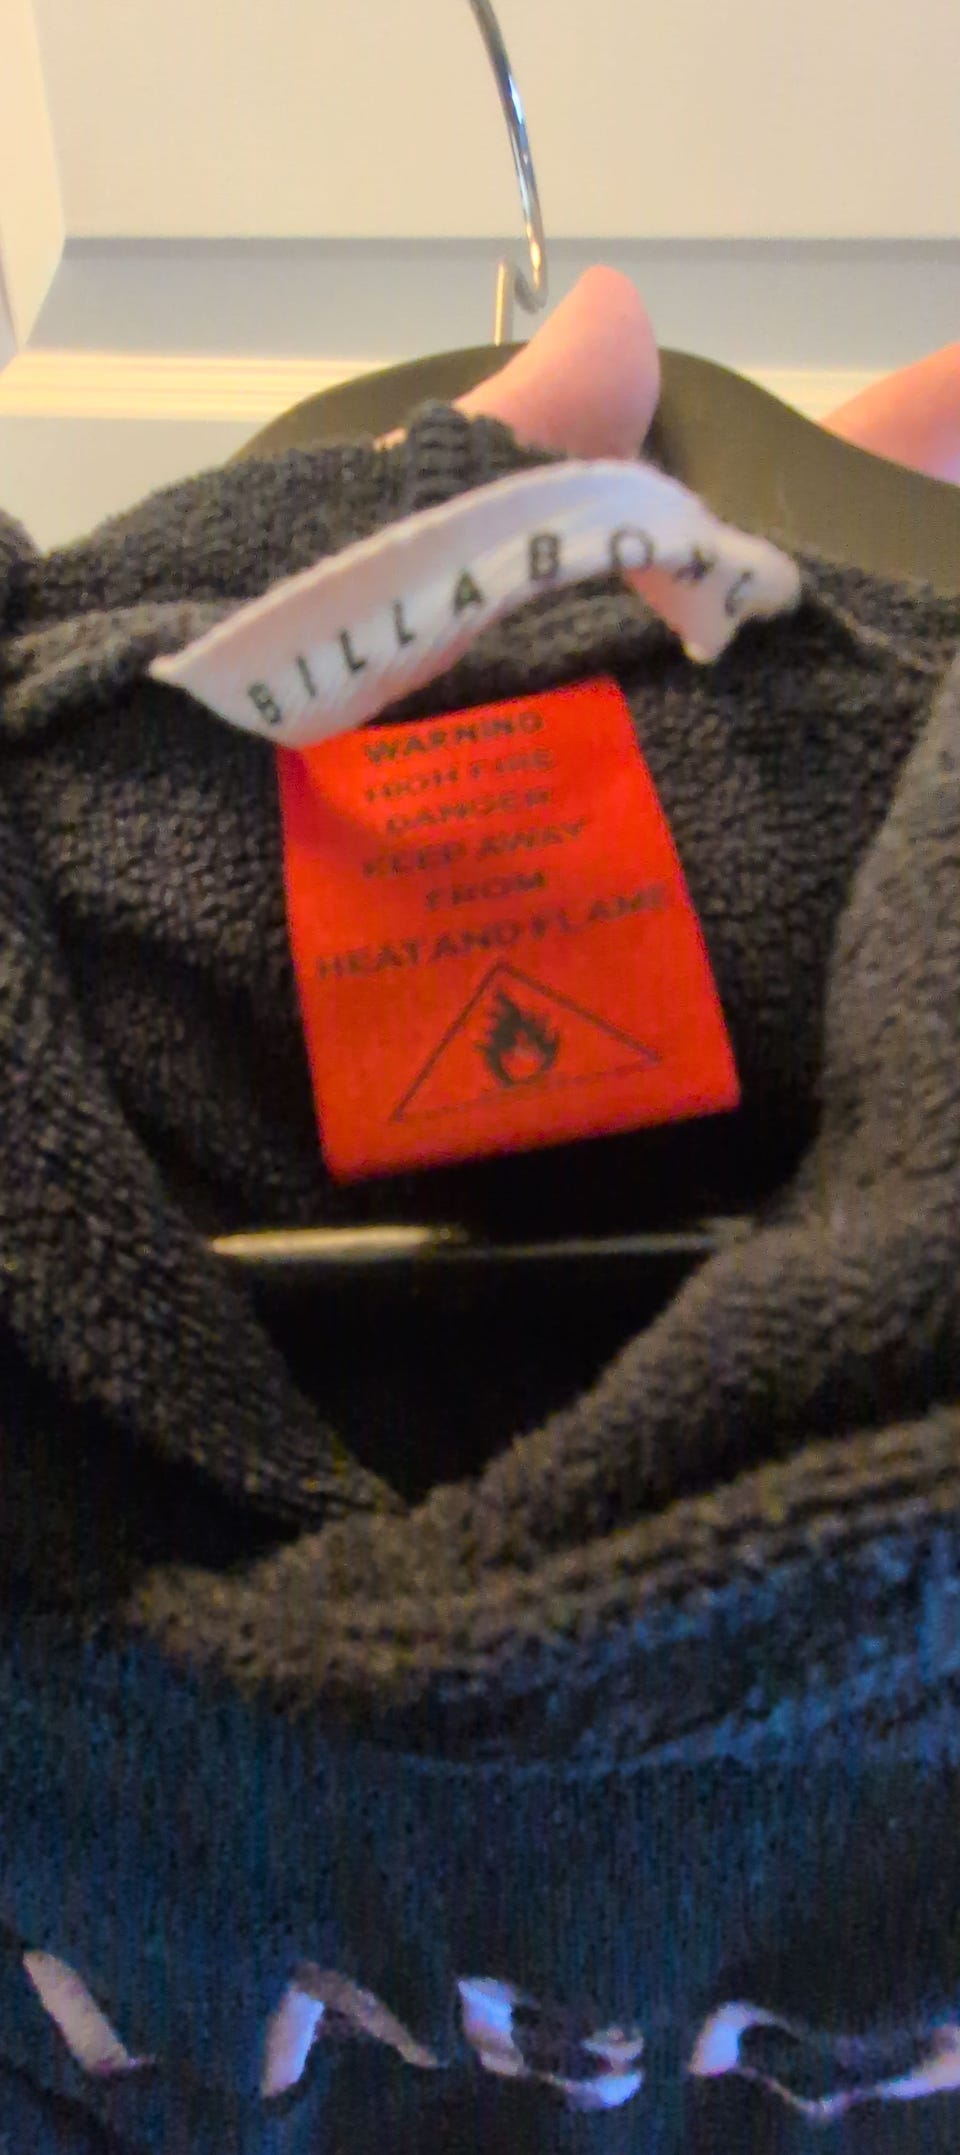 BILLABONG
WARNING
HIGH FIRE
DANGER
KEEP AWAY
FROM
HEAT AND FLAME